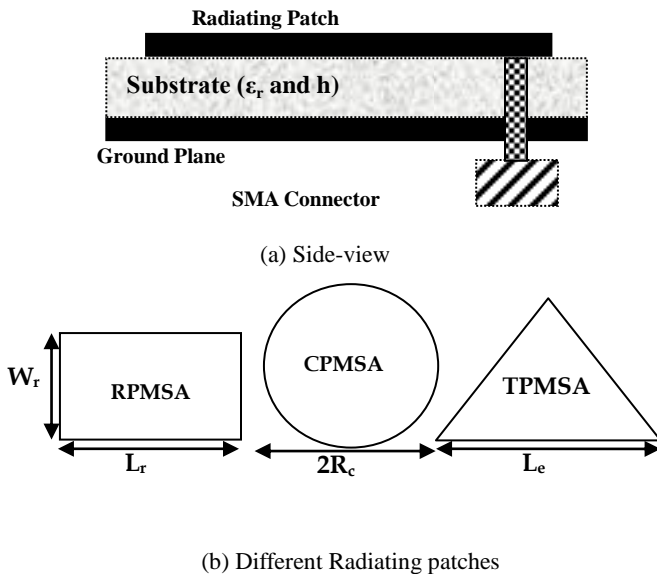 Radiating Patch
Substrate (εr and h)
Ground Plane
SMA Connector
(a) Side-view
Wr
RPMSA
CPMSA
TPMSA
Lr
2Rc
Le
(b) Different Radiating patches